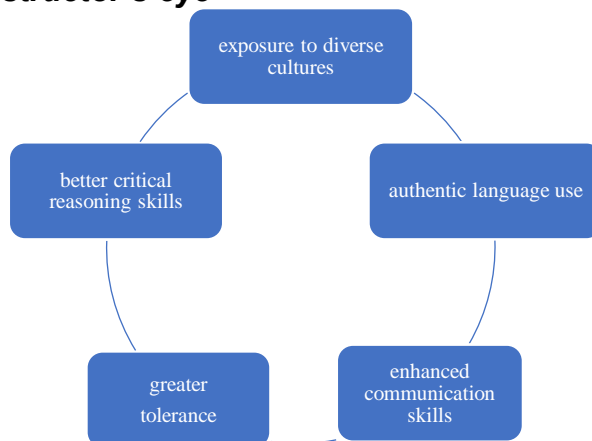 exposure to diverse
cultures
authentic language use
enhanced
communication
skills
greater
tolerance
better critical
reasoning skills